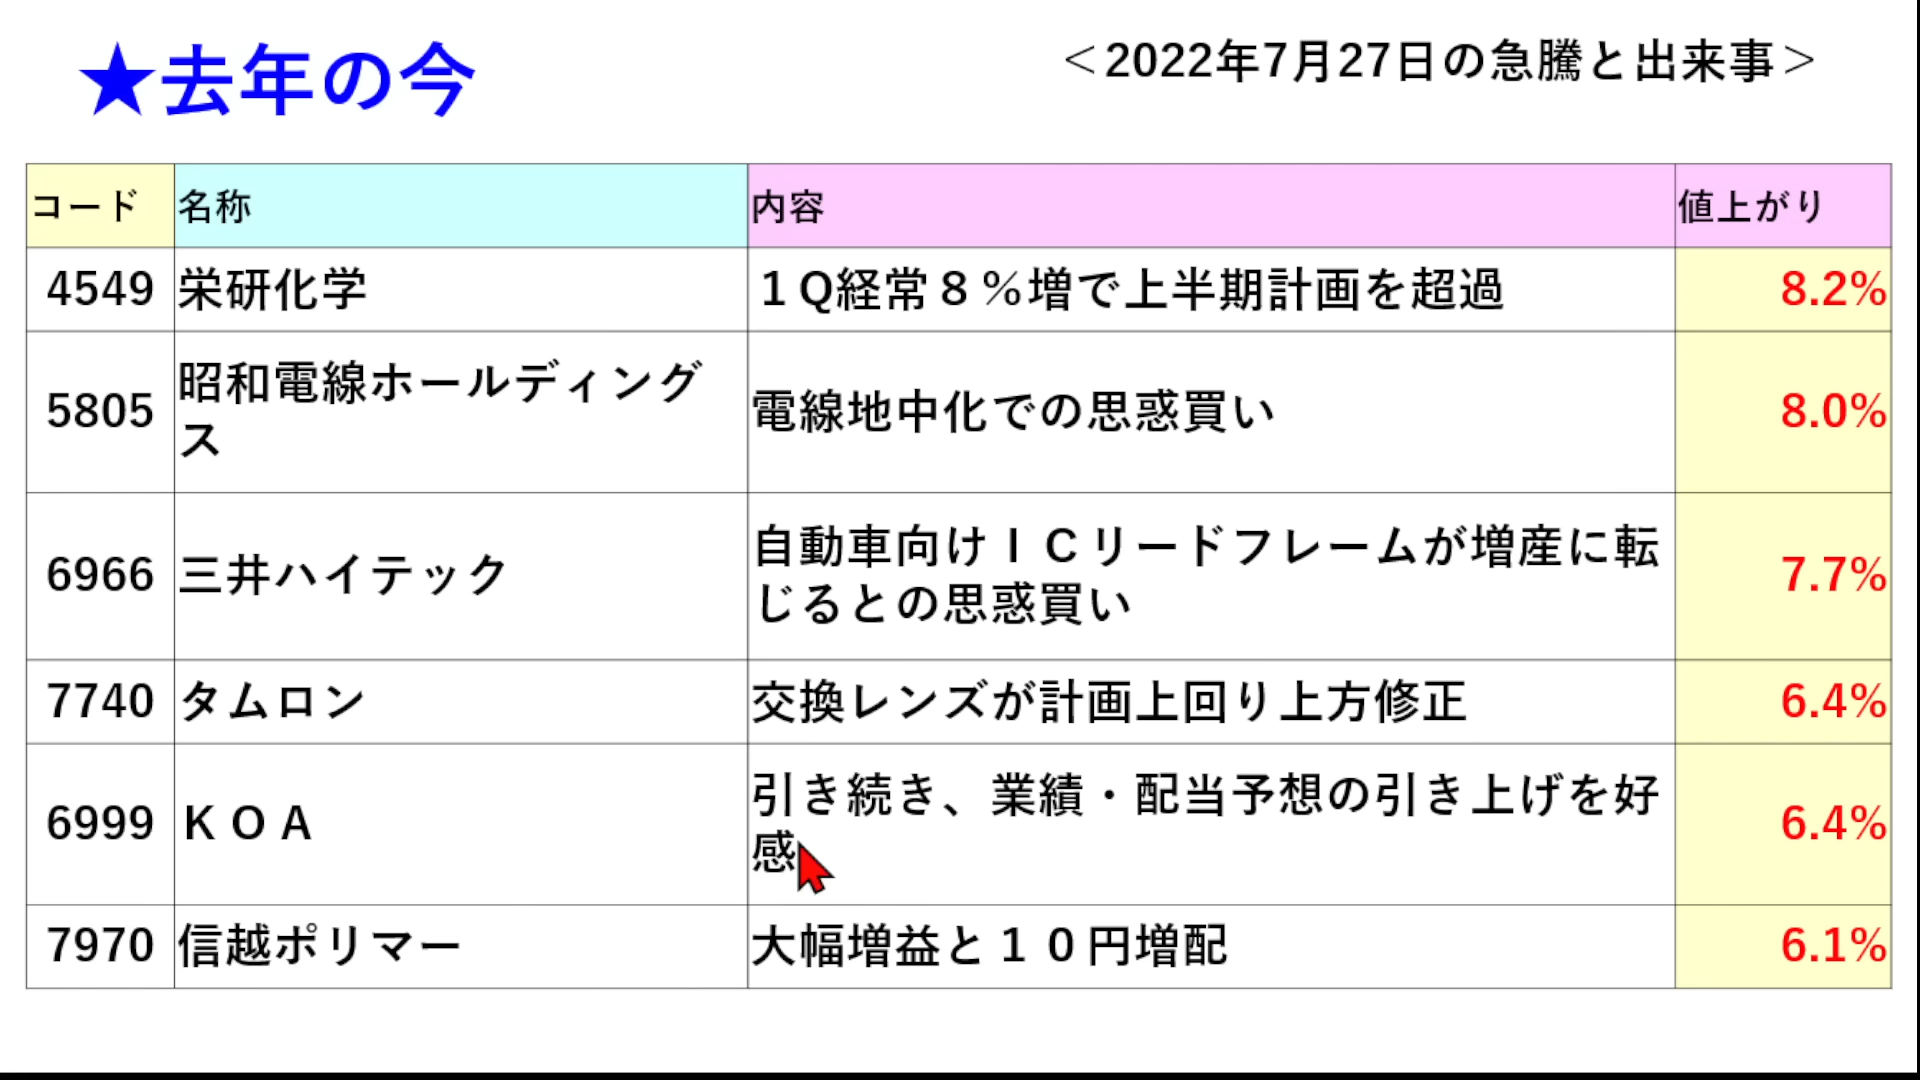 ★去年の今
＜2022年7月27日の急騰と出来事＞
コード 名称 内容 値上がり
4549 栄研化学 １Q経常８％増で上半期計画を超過 8.2%
5805 昭和電線ホールディング
ス 電線地中化での思惑買い 8.0%
6966 三井ハイテック 自動車向けＩＣリードフレームが増産に転
じるとの思惑買い 7.7%
7740 タムロン 交換レンズが計画上回り上方修正 6.4%
6999 ＫＯＡ 引き続き、業績・配当予想の引き上げを好
感 6.4%
7970 信越ポリマー 大幅増益と１０円増配 6.1%